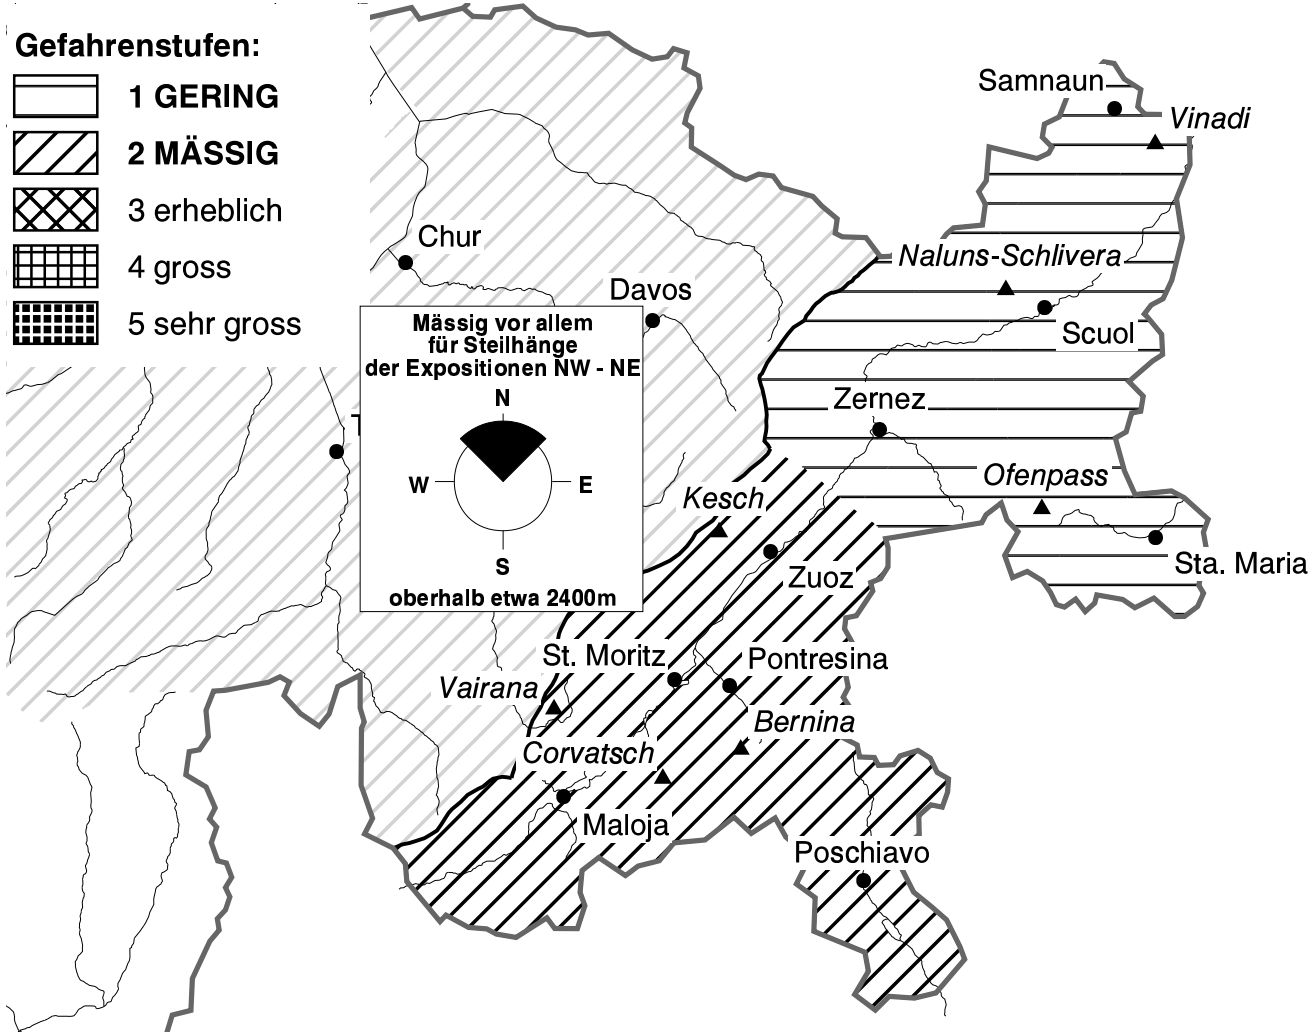 Gefahrenstufen:
1 GERING
2 MÄSSIG
3 erheblich
4 gross
5 sehr gross
Samnaun
Vinadi
Chur
Naluns-Schlivera
Davos
Scuol
Mässig vor allem
für Steilhänge
der Expositionen NW - NE
N
W
E
S
oberhalb etwa 2400m
Zernez
Ofenpass
Kesch
Sta. Maria
Zuoz
St. Moritz
Pontresina
Vairana
Bernina
Corvatsch
Maloja
Poschiavo